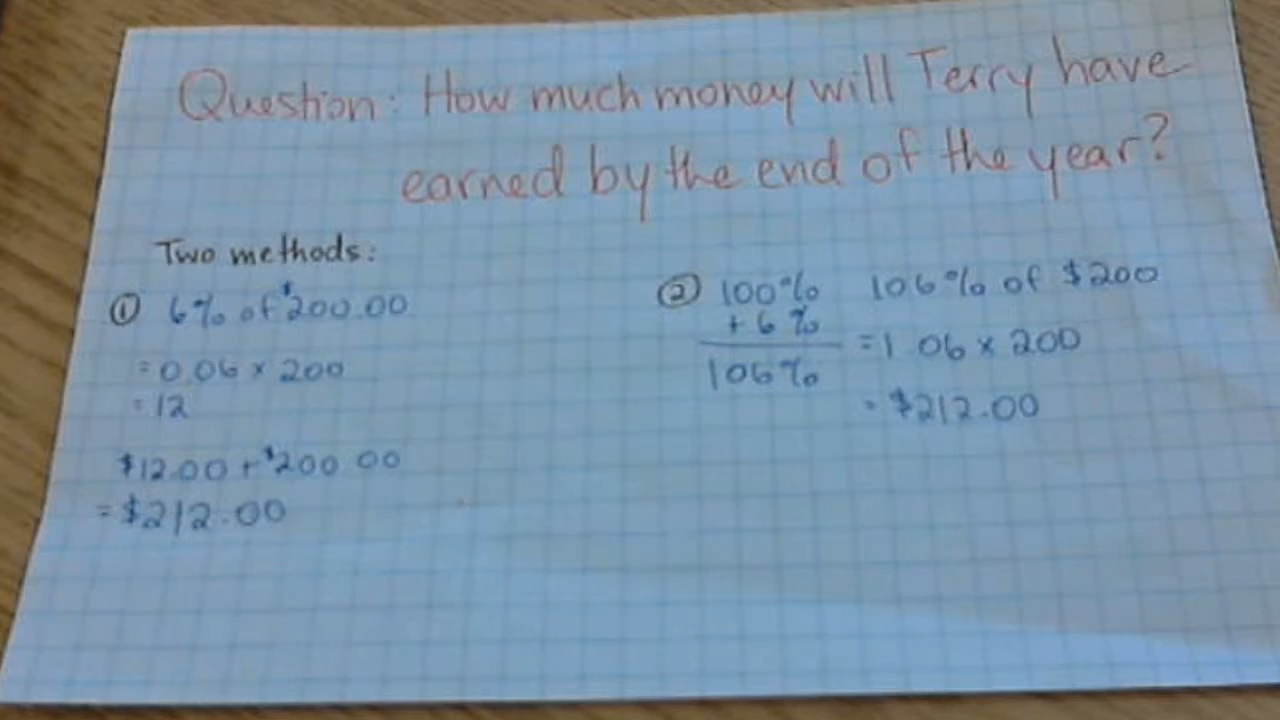 Question: How much money will Terry have
earned by the end of the year?
Two methods:
① 6% of $200.00
= 0.06 x 200
= 12
$12.00 + $200.00
= $212.00
② 100%
+ 6%
106%
106% of $200
= 1.06 x 200
= $212.00